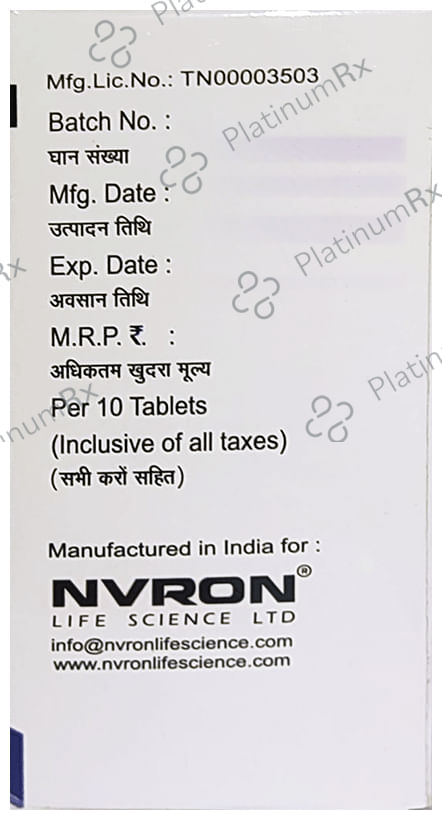 Mfg.Lic.No.: TN00003503
Batch No. :
घान संख्या
Mfg. Date :
उत्पादन तिथि
Exp. Date :
अवसान तिथि
M.R.P. ₹. :
अधिकतम खुदरा मूल्य
Per 10 Tablets
(Inclusive of all taxes)
(सभी करों सहित)
Manufactured in India for :
NVRON®
LIFE SCIENCE LTD
info@nvronlifescience.com
www.nvronlifescience.com
PlatinumRx
PlatinumRx